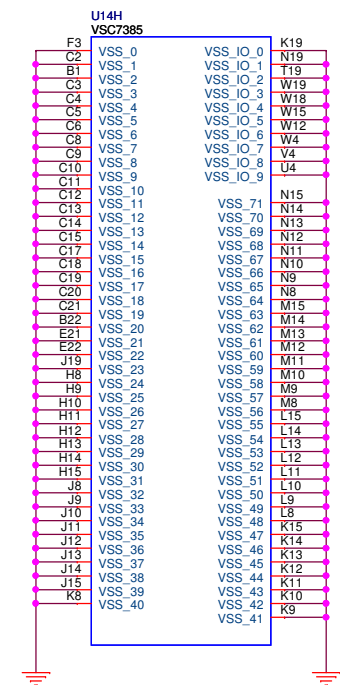 U14H
VSC7385
F3 VSS_0 VSS_IO_0 K19
C2 VSS_1 VSS_IO_1 N19
B1 VSS_2 VSS_IO_2 T19
C3 VSS_3 VSS_IO_3 W19
C4 VSS_4 VSS_IO_4 W18
C5 VSS_5 VSS_IO_5 W15
C6 VSS_6 VSS_IO_6 W12
C8 VSS_7 VSS_IO_7 W4
C9 VSS_8 VSS_IO_8 V4
C10 VSS_9 VSS_IO_9 U4
C11 VSS_10
C12 VSS_11 VSS_71 N15
C13 VSS_12 VSS_70 N14
C14 VSS_13 VSS_69 N13
C15 VSS_14 VSS_68 N12
C17 VSS_15 VSS_67 N11
C18 VSS_16 VSS_66 N10
C19 VSS_17 VSS_65 N9
C20 VSS_18 VSS_64 N8
C21 VSS_19 VSS_63 M15
B22 VSS_20 VSS_62 M14
E21 VSS_21 VSS_61 M13
E22 VSS_22 VSS_60 M12
J19 VSS_23 VSS_59 M11
H8 VSS_24 VSS_58 M10
H9 VSS_25 VSS_57 M9
H10 VSS_26 VSS_56 M8
H11 VSS_27 VSS_55 L15
H12 VSS_28 VSS_54 L14
H13 VSS_29 VSS_53 L13
H14 VSS_30 VSS_52 L12
H15 VSS_31 VSS_51 L11
J8 VSS_32 VSS_50 L10
J9 VSS_33 VSS_49 L9
J10 VSS_34 VSS_48 L8
J11 VSS_35 VSS_47 K15
J12 VSS_36 VSS_46 K14
J13 VSS_37 VSS_45 K13
J14 VSS_38 VSS_44 K12
J15 VSS_39 VSS_43 K11
K8 VSS_40 VSS_42 K10
VSS_41 K9